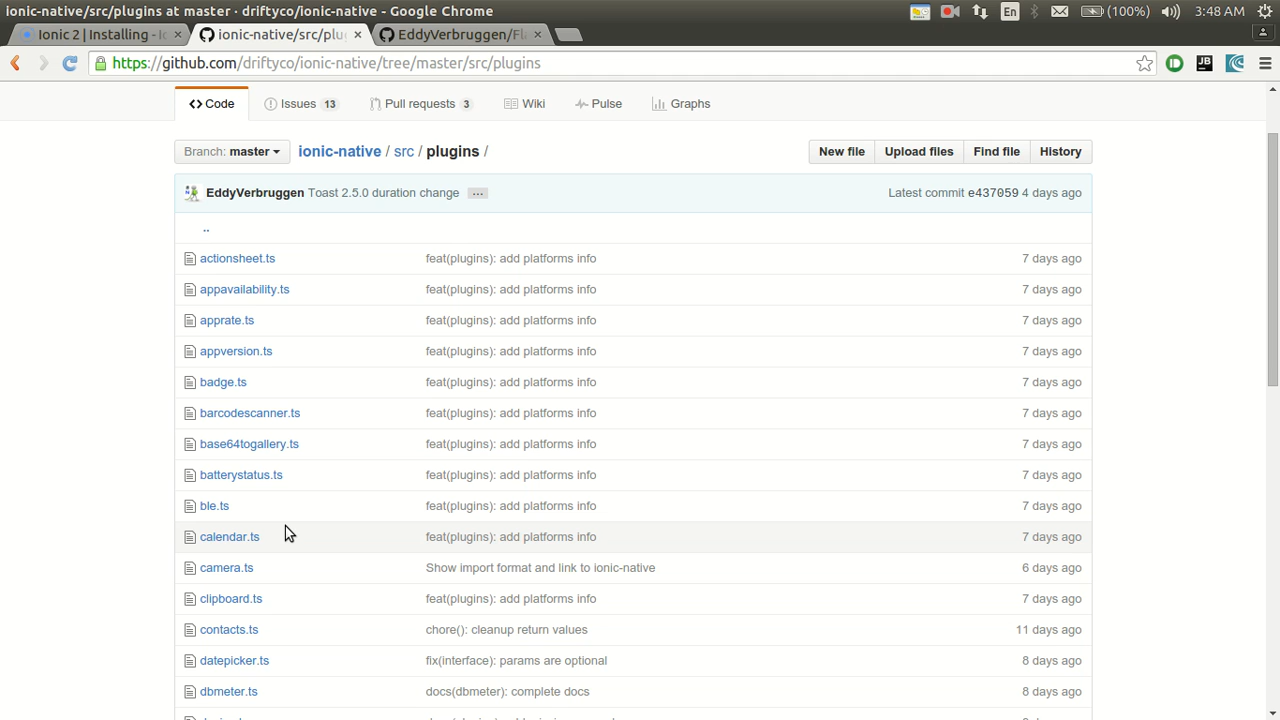 ionic-native/src/plugins at master · driftyco/ionic-native - Google Chrome
En
(100%)
3:48 AM
Ionic 2 | Installing - Io
ionic-native/src/plug
EddyVerbruggen/Fla
https://github.com/driftyco/ionic-native/tree/master/src/plugins
JB
<> Code
Issues 13
Pull requests 3
Wiki
Pulse
Graphs
Branch: master
ionic-native / src / plugins /
New file
Upload files
Find file
History
EddyVerbruggen Toast 2.5.0 duration change ...
Latest commit e437059 4 days ago
..
actionsheet.ts feat(plugins): add platforms info 7 days ago
appavailability.ts feat(plugins): add platforms info 7 days ago
apprate.ts feat(plugins): add platforms info 7 days ago
appversion.ts feat(plugins): add platforms info 7 days ago
badge.ts feat(plugins): add platforms info 7 days ago
barcodescanner.ts feat(plugins): add platforms info 7 days ago
base64togallery.ts feat(plugins): add platforms info 7 days ago
batterystatus.ts feat(plugins): add platforms info 7 days ago
ble.ts feat(plugins): add platforms info 7 days ago
calendar.ts feat(plugins): add platforms info 7 days ago
camera.ts Show import format and link to ionic-native 6 days ago
clipboard.ts feat(plugins): add platforms info 7 days ago
contacts.ts chore(): cleanup return values 11 days ago
datepicker.ts fix(interface): params are optional 8 days ago
dbmeter.ts docs(dbmeter): complete docs 8 days ago